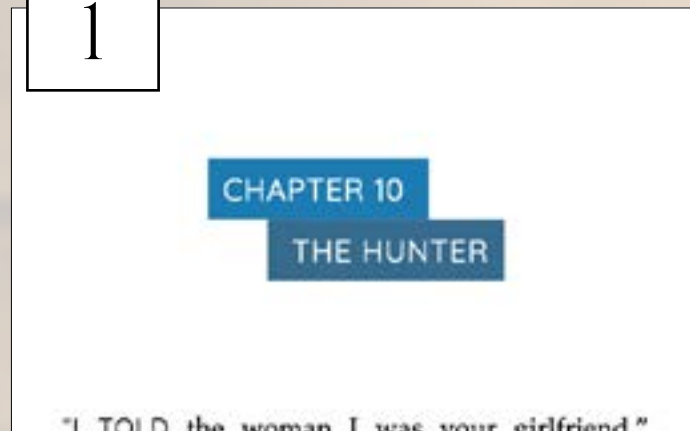 1
CHAPTER 10
THE HUNTER
"I TOLD the woman I was your girlfriend."